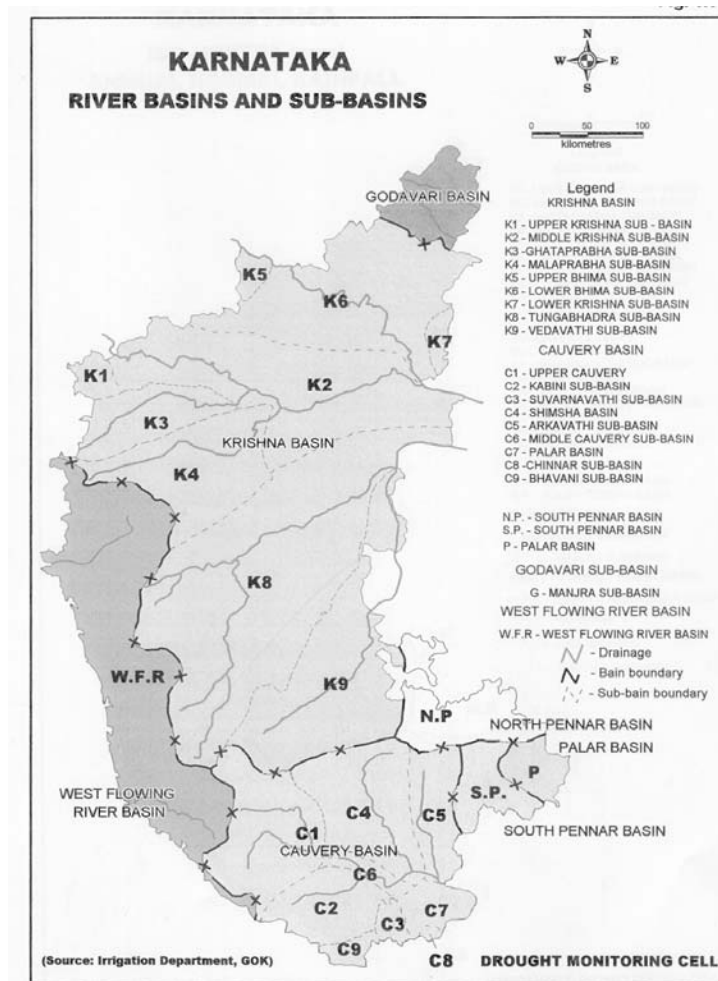 KARNATAKA
RIVER BASINS AND SUB-BASINS
N
W E
S
0 50 100
kilometres
GODAVARI BASIN
Legend
KRISHNA BASIN
K1 - UPPER KRISHNA SUB - BASIN
K2 - MIDDLE KRISHNA SUB-BASIN
K3 -GHATAPRABHA SUB-BASIN
K4 - MALAPRABHA SUB-BASIN
K5 - UPPER BHIMA SUB-BASIN
K6 - LOWER BHIMA SUB-BASIN
K7 - LOWER KRISHNA SUB-BASIN
K8 - TUNGABHADRA SUB-BASIN
K9 - VEDAVATHI SUB-BASIN
CAUVERY BASIN
C1 - UPPER CAUVERY
C2 - KABINI SUB-BASIN
C3 - SUVARNAVATHI SUB-BASIN
C4 - SHIMSHA BASIN
C5 - ARKAVATHI SUB-BASIN
C6 - MIDDLE CAUVERY SUB-BASIN
C7 - PALAR BASIN
C8 -CHINNAR SUB-BASIN
C9 - BHAVANI SUB-BASIN
N.P. - SOUTH PENNAR BASIN
S.P. - SOUTH PENNAR BASIN
P - PALAR BASIN
GODAVARI SUB-BASIN
G - MANJRA SUB-BASIN
WEST FLOWING RIVER BASIN
W.F.R - WEST FLOWING RIVER BASIN
- Drainage
- Bain boundary
- Sub-bain boundary
K5
K6
K7
K1
K2
K3
KRISHNA BASIN
K4
K8
W.F.R
K9
N.P
NORTH PENNAR BASIN
PALAR BASIN
P
S.P.
WEST FLOWING
RIVER BASIN
C1
C4
C5
SOUTH PENNAR BASIN
CAUVERY BASIN
C6
C2
C3
C7
C9
(Source: Irrigation Department, GOK)
C8
DROUGHT MONITORING CELL